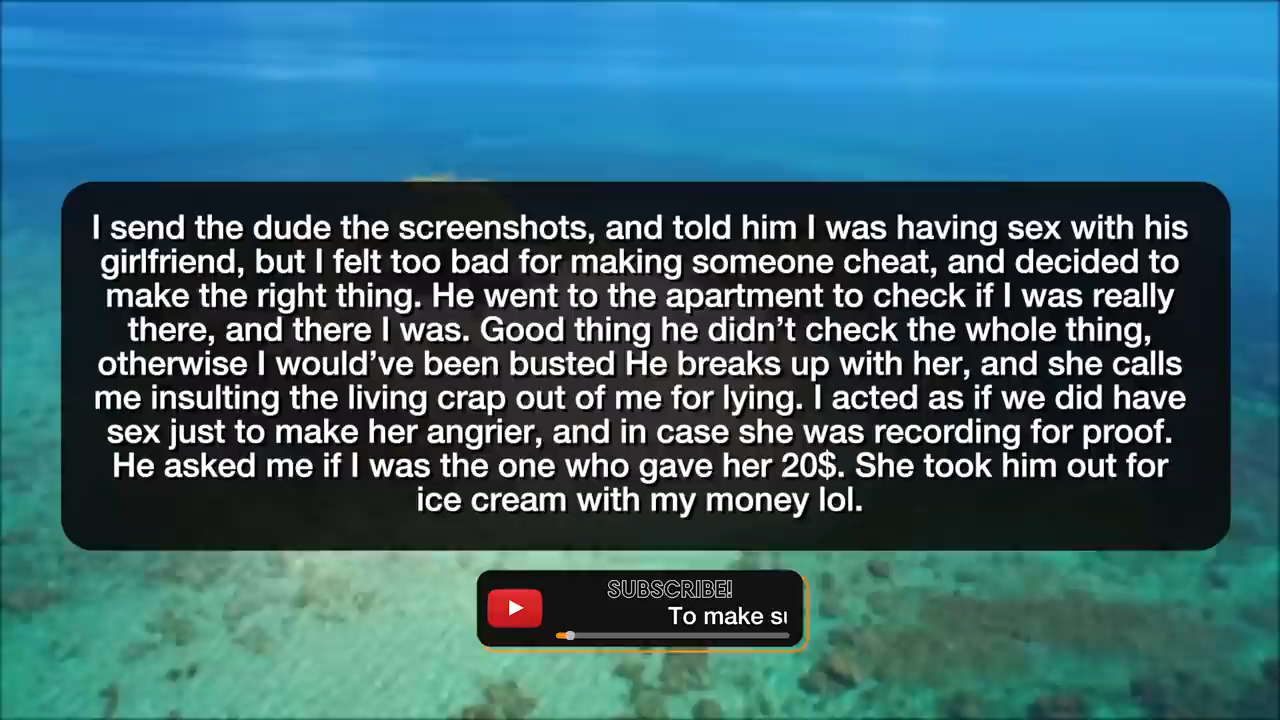 I send the dude the screenshots, and told him I was having sex with his
girlfriend, but I felt too bad for making someone cheat, and decided to
make the right thing. He went to the apartment to check if I was really
there, and there I was. Good thing he didn’t check the whole thing,
otherwise I would’ve been busted He breaks up with her, and she calls
me insulting the living crap out of me for lying. I acted as if we did have
sex just to make her angrier, and in case she was recording for proof.
He asked me if I was the one who gave her 20$. She took him out for
ice cream with my money lol.
SUBSCRIBE!
To make